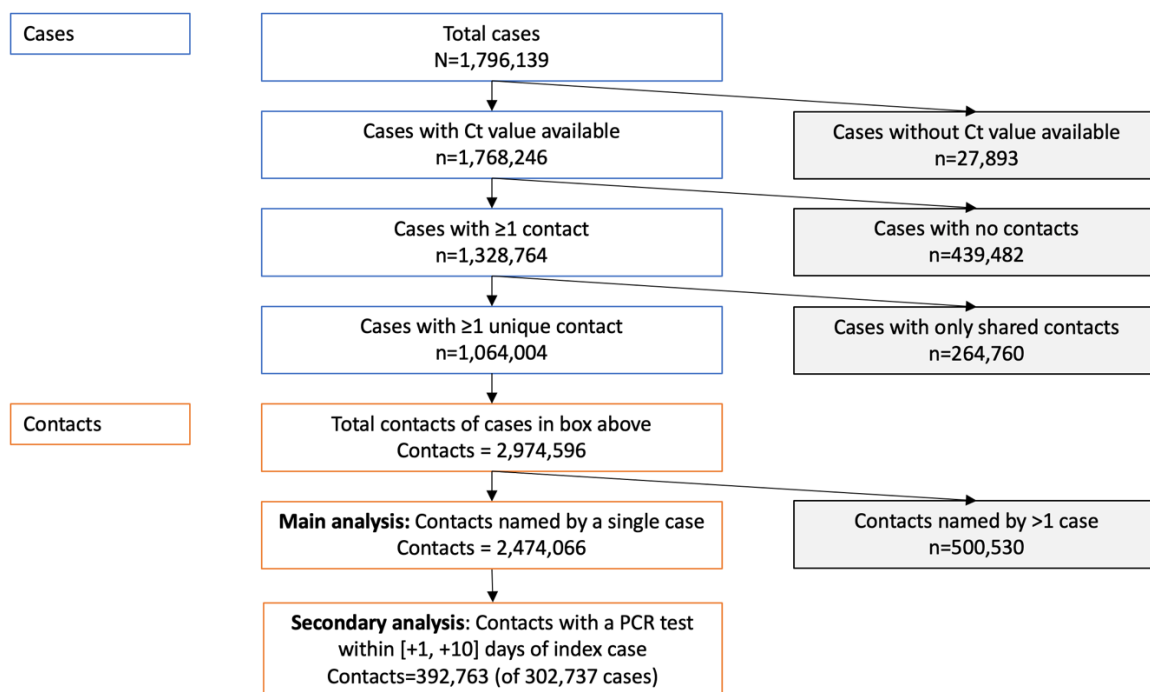 Cases
Total cases
N=1,796,139
Cases with Ct value available
n=1,768,246
Cases without Ct value available
n=27,893
Cases with ≥1 contact
n=1,328,764
Cases with no contacts
n=439,482
Cases with ≥1 unique contact
n=1,064,004
Cases with only shared contacts
n=264,760
Contacts
Total contacts of cases in box above
Contacts = 2,974,596
Main analysis: Contacts named by a single case
Contacts = 2,474,066
Contacts named by >1 case
n=500,530
Secondary analysis: Contacts with a PCR test
within [+1, +10] days of index case
Contacts=392,763 (of 302,737 cases)